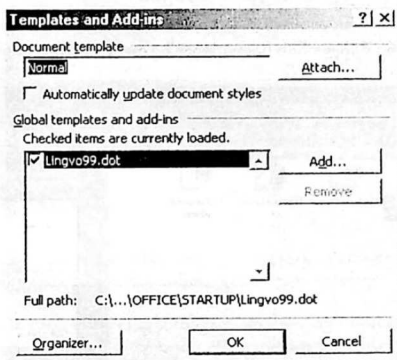 Templates and Add-ins ? ×
Document template
Normal
Attach...
Automatically update document styles
Global templates and add-ins
Checked items are currently loaded.
Lingvo99.dot
Add...
Remove
Full path: C:\...\OFFICE\STARTUP\Lingvo99.dot
Organizer...
OK
Cancel